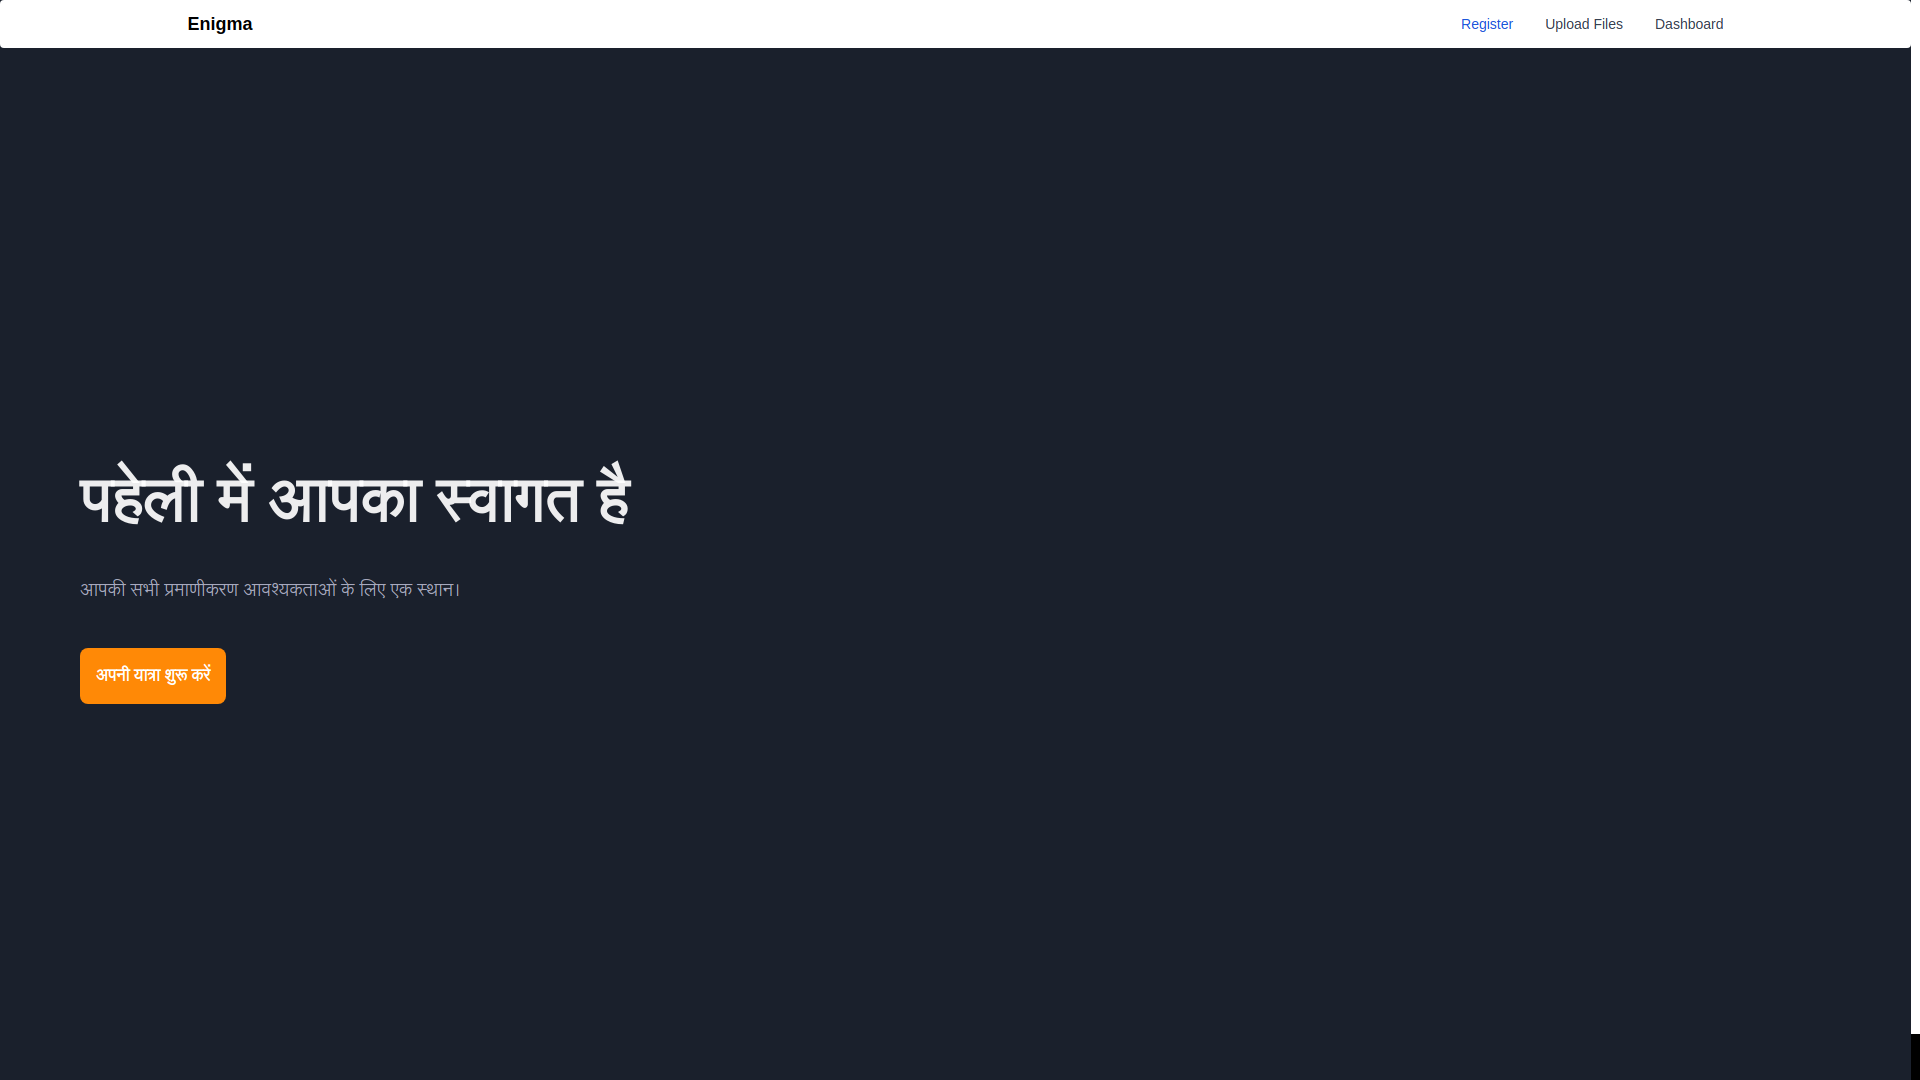 Enigma
Register
Upload Files
Dashboard
पहेली में आपका स्वागत है
आपकी सभी प्रमाणीकरण आवश्यकताओं के लिए एक स्थान।
अपनी यात्रा शुरू करें